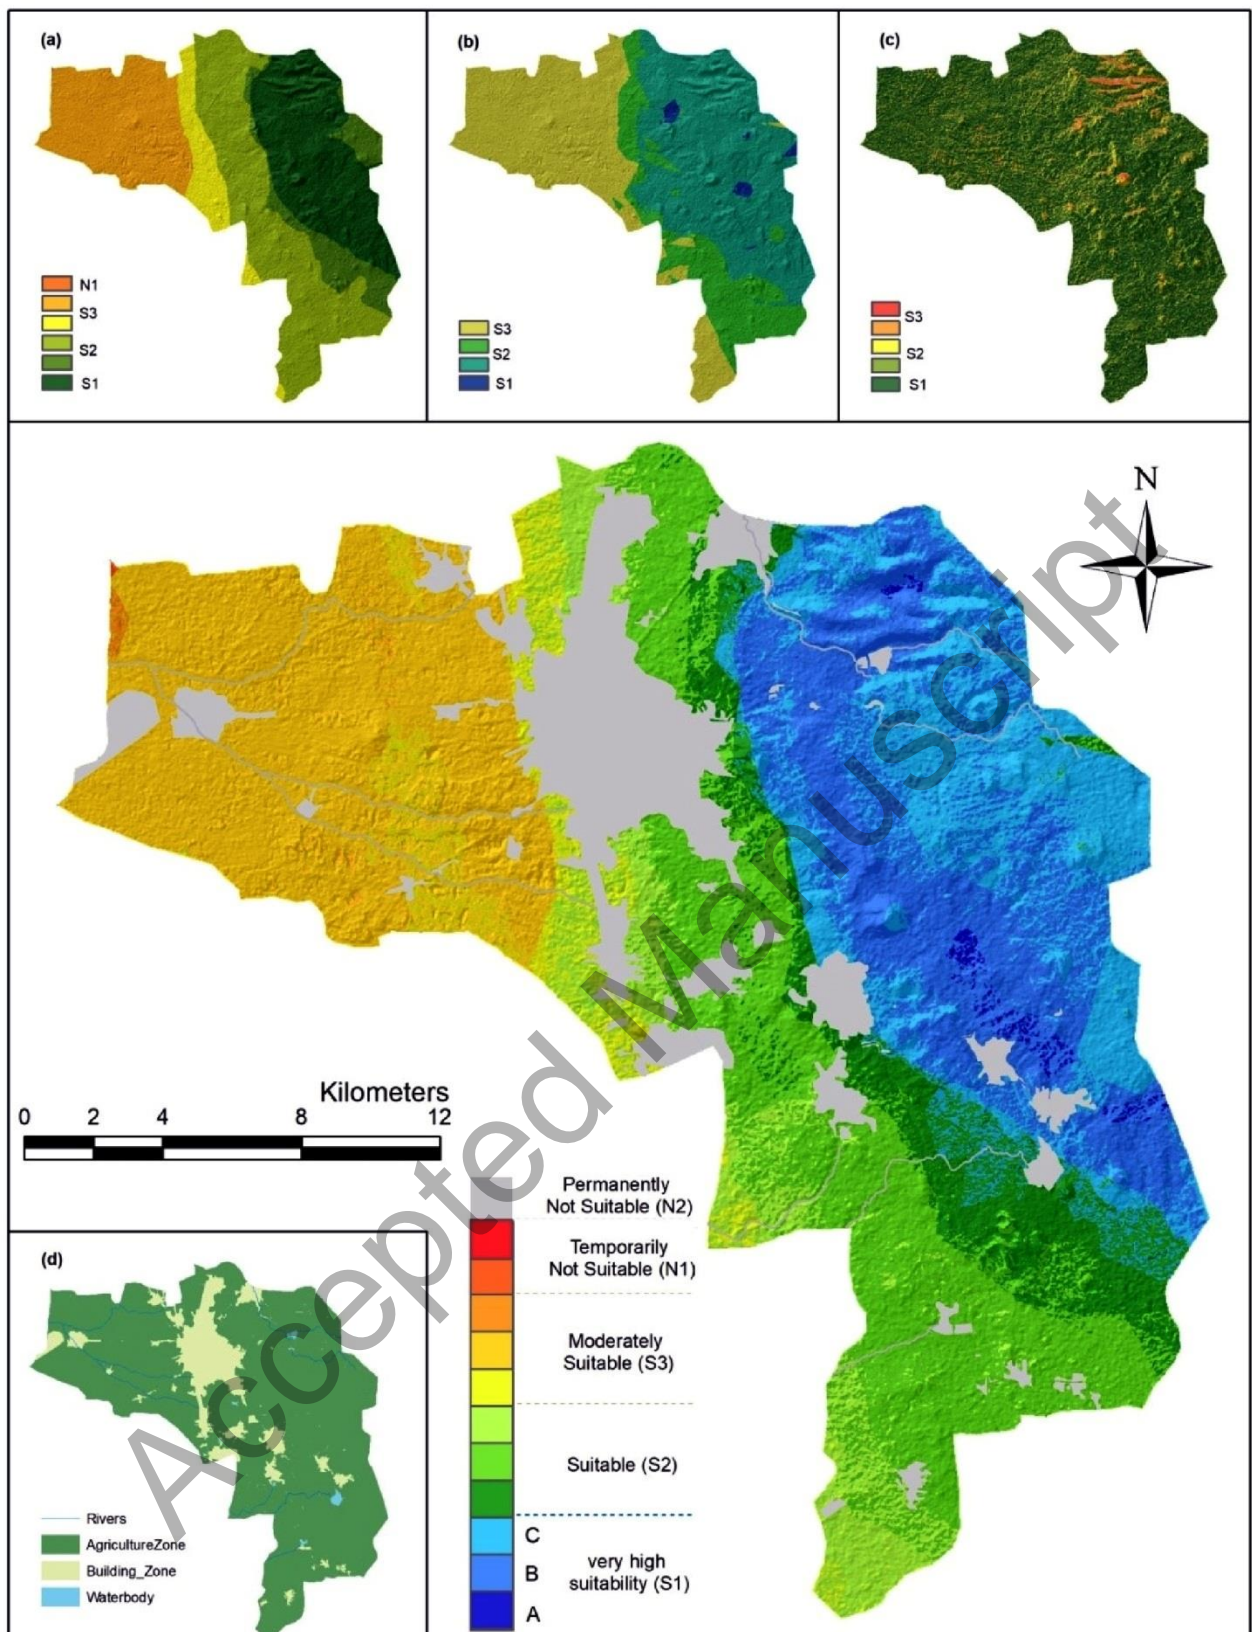 (a)
N1
S3
S2
S1
(b)
S3
S2
S1
(c)
S3
S2
S1
N
Kilometers
0 2 4 8 12
Permanently
Not Suitable (N2)
Temporarily
Not Suitable (N1)
Moderately
Suitable (S3)
Suitable (S2)
C
B
A
very high
suitability (S1)
(d)
Rivers
AgricultureZone
Building_Zone
Waterbody
Accepted Manuscript